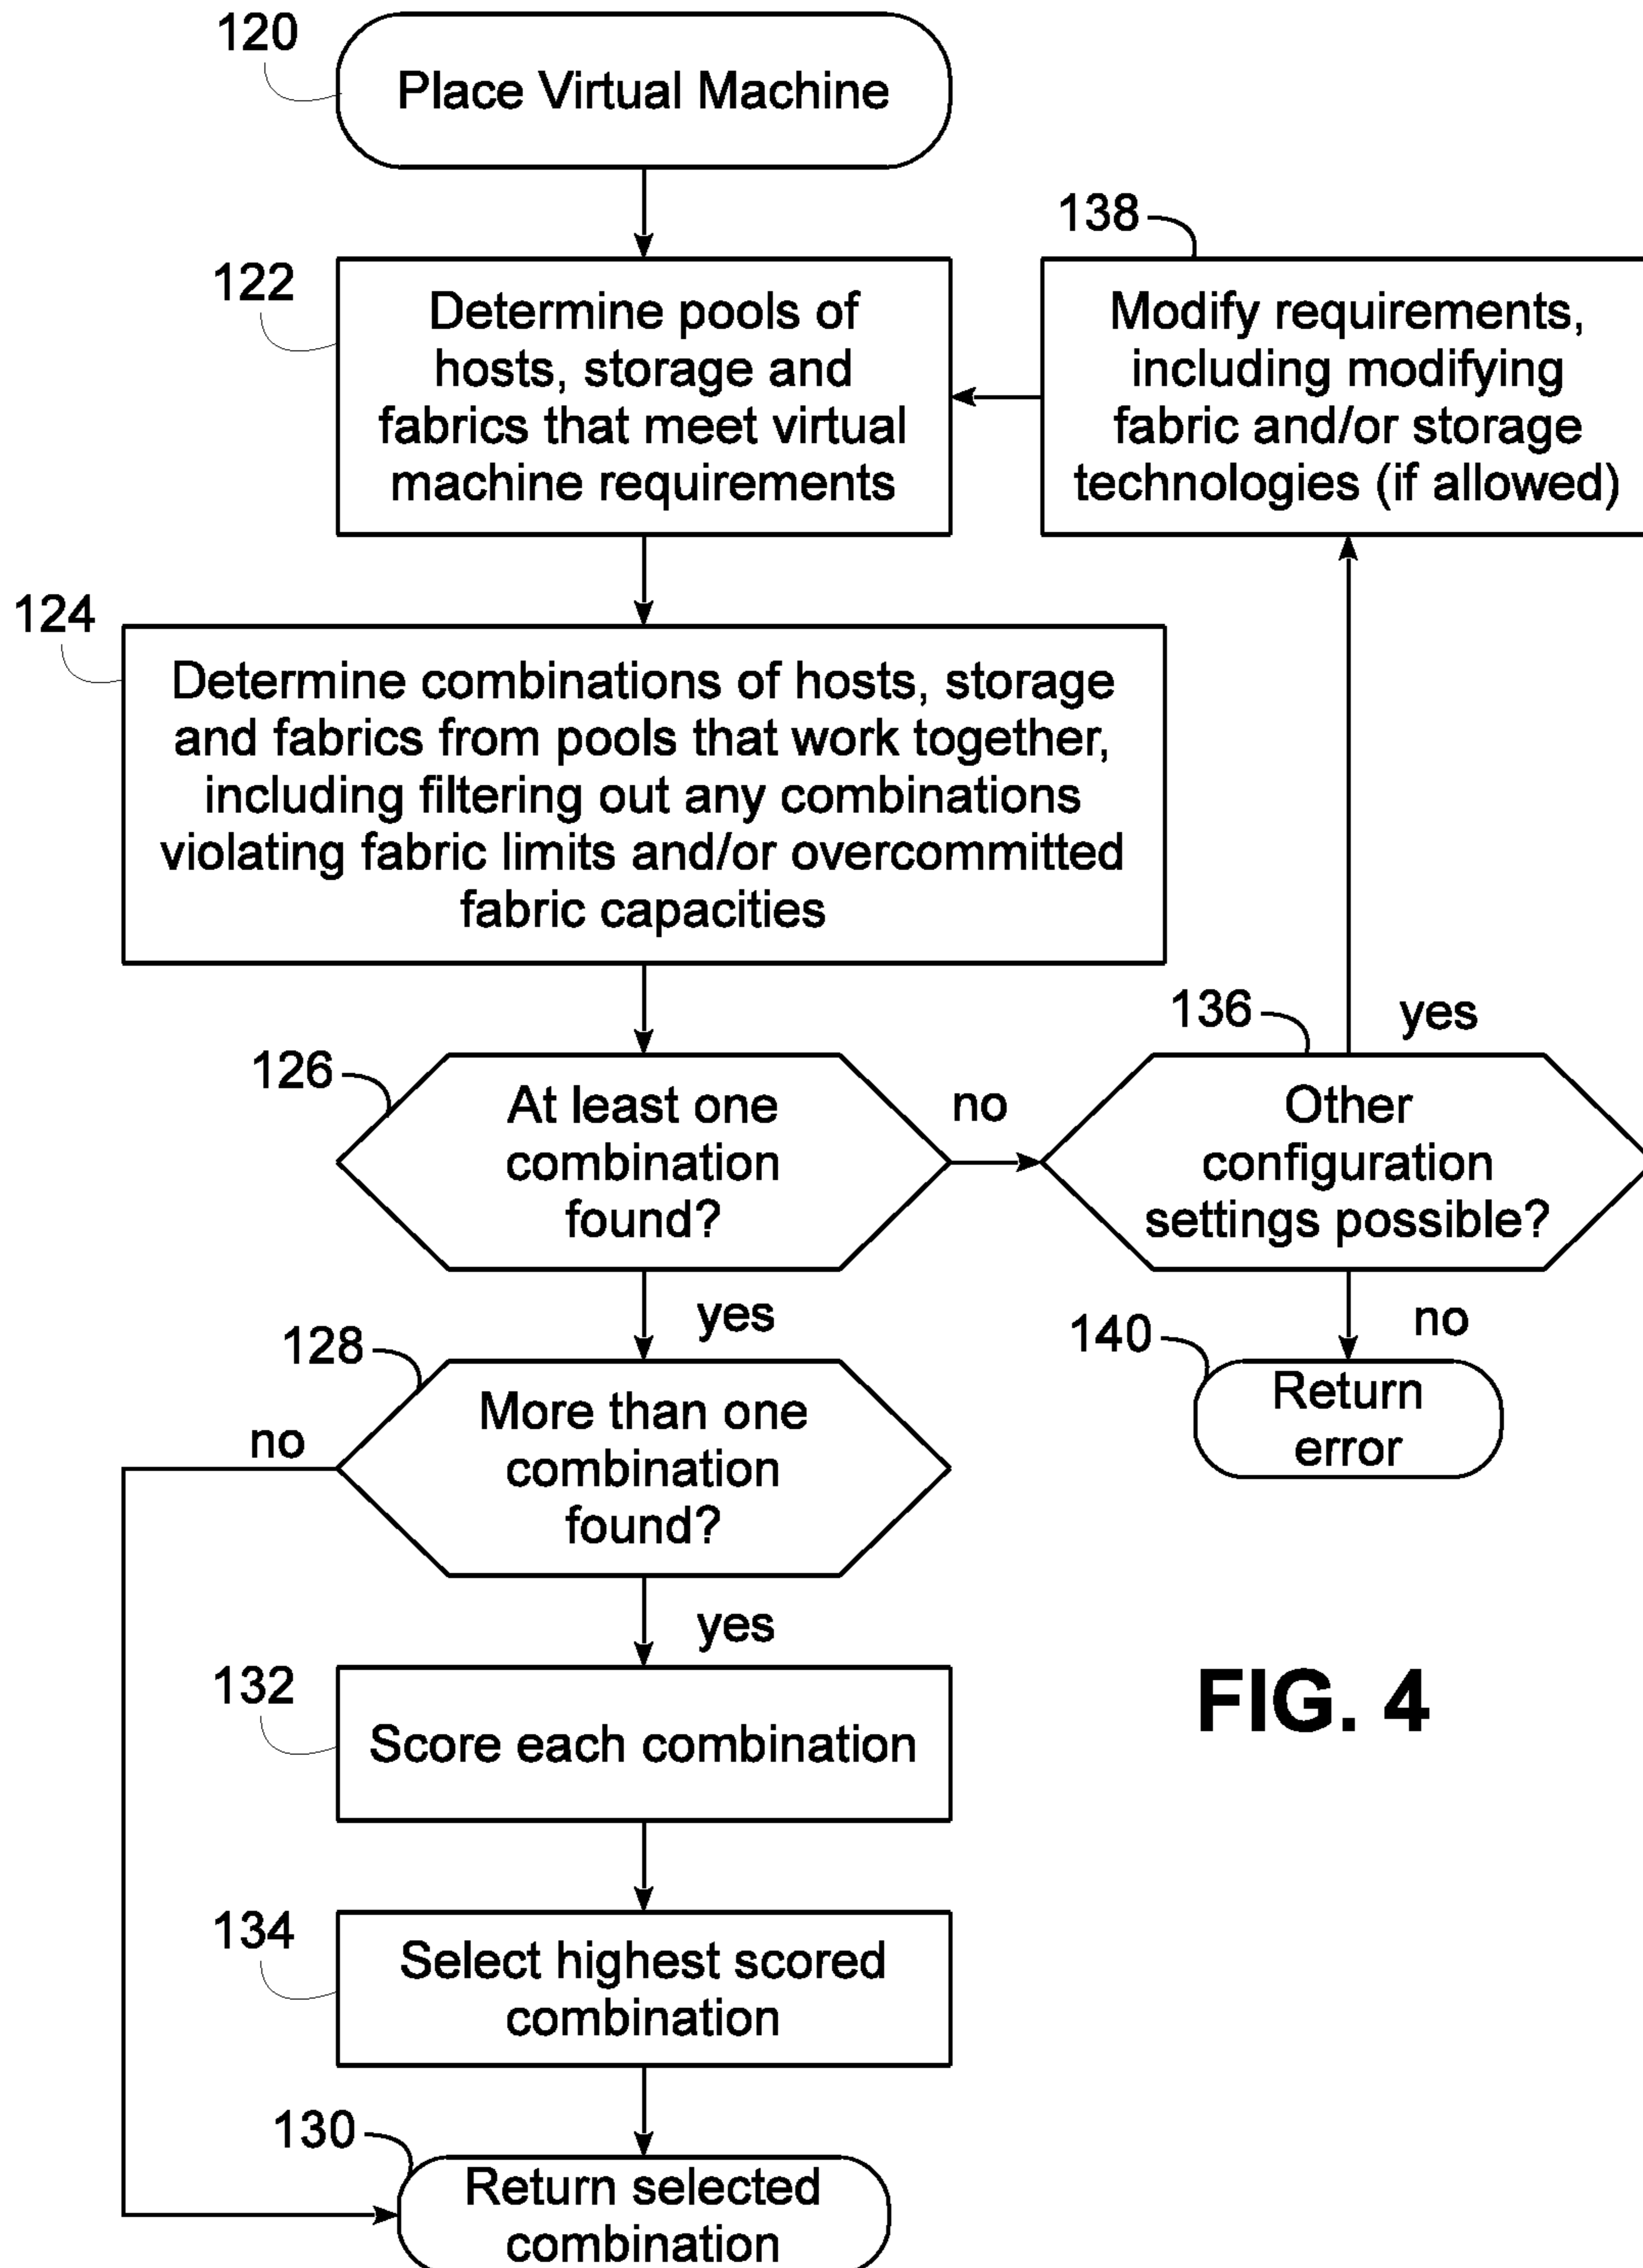 120
Place Virtual Machine
138
122
Determine pools of
hosts, storage and
fabrics that meet virtual
machine requirements
Modify requirements,
including modifying
fabric and/or storage
technologies (if allowed)
124
Determine combinations of hosts, storage
and fabrics from pools that work together,
including filtering out any combinations
violating fabric limits and/or overcommitted
fabric capacities
136
yes
126
At least one
combination
found?
no
Other
configuration
settings possible?
yes
no
128
140
More than one
combination
found?
no
Return
error
yes
132
Score each combination
FIG. 4
134
Select highest scored
combination
130
Return selected
combination